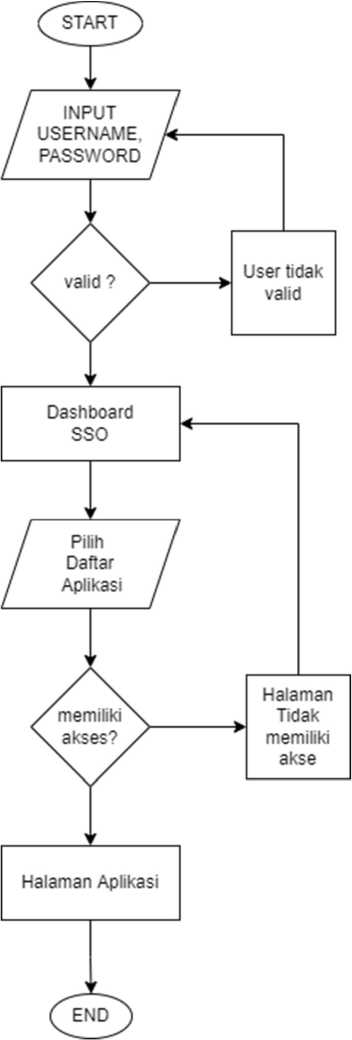 START
INPUT
USERNAME,
PASSWORD
valid ?
User tidak
valid
Dashboard
SSO
Pilih
Daftar
Aplikasi
memiliki
akses?
Halaman
Tidak
memiliki
akse
Halaman Aplikasi
END